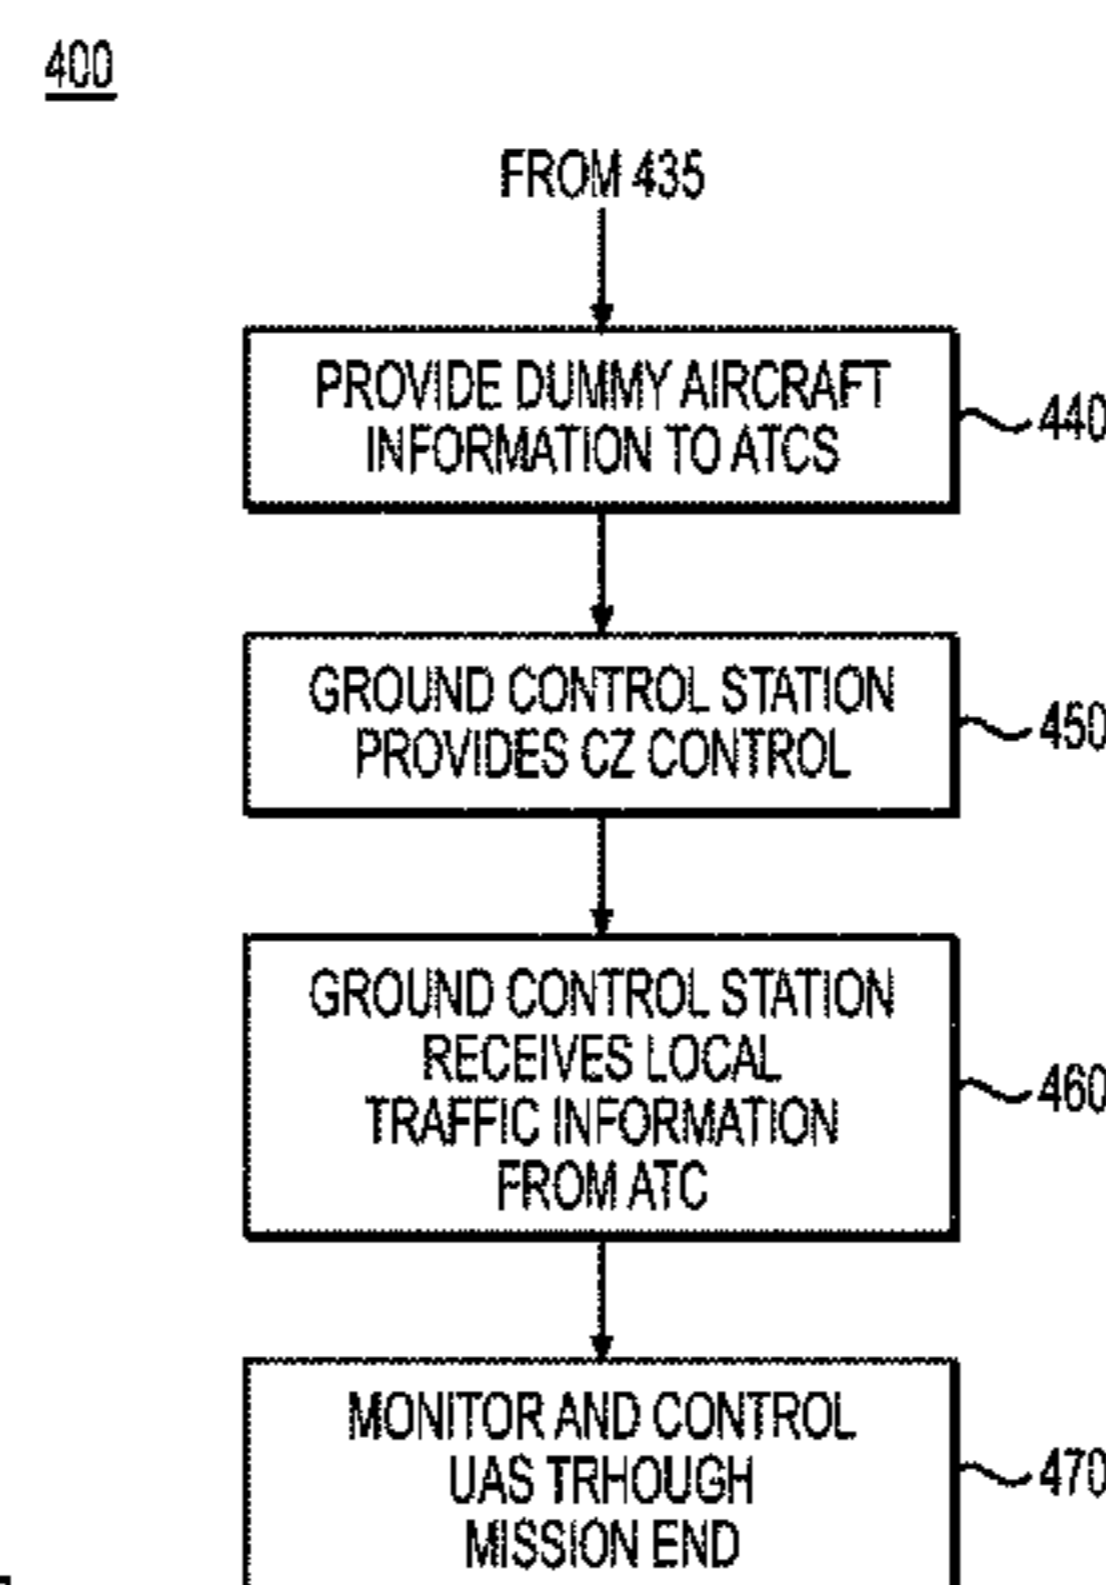 400
FROM 435
PROVIDE DUMMY AIRCRAFT
INFORMATION TO ATCS
440
GROUND CONTROL STATION
PROVIDES CZ CONTROL
450
GROUND CONTROL STATION
RECEIVES LOCAL
TRAFFIC INFORMATION
FROM ATC
460
MONITOR AND CONTROL
UAS TRHOUGH
MISSION END
470